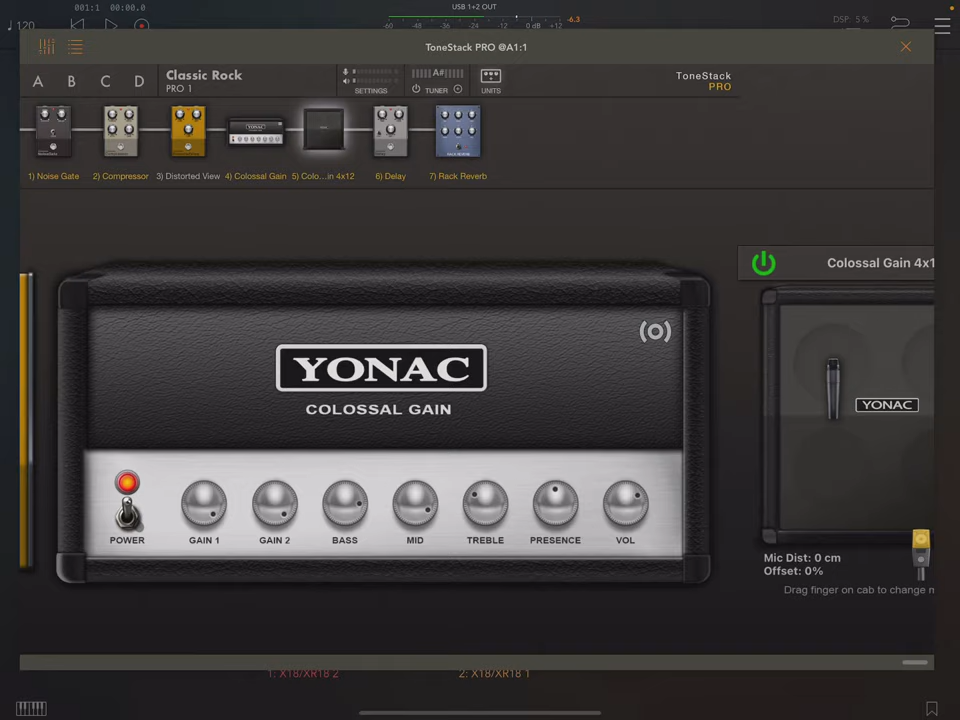 USB 1+2 OUT
001:1 00:00.0
120
-60 -48 -36 -24 -12 0 dB +12
-6.3
DSP: 5 %
ToneStack PRO @A1:1
A B C D
Classic Rock
PRO 1
SETTINGS
A#
TUNER
UNITS
ToneStack
PRO
1) Noise Gate 2) Compressor 3) Distorted View 4) Colossal Gain 5) Colo...in 4x12 6) Delay 7) Rack Reverb
Colossal Gain 4x1
YONAC
COLOSSAL GAIN
YONAC
POWER GAIN 1 GAIN 2 BASS MID TREBLE PRESENCE VOL
Mic Dist: 0 cm
Offset: 0%
Drag finger on cab to change
1: X18/XR18 2 2: X18/XR18 1